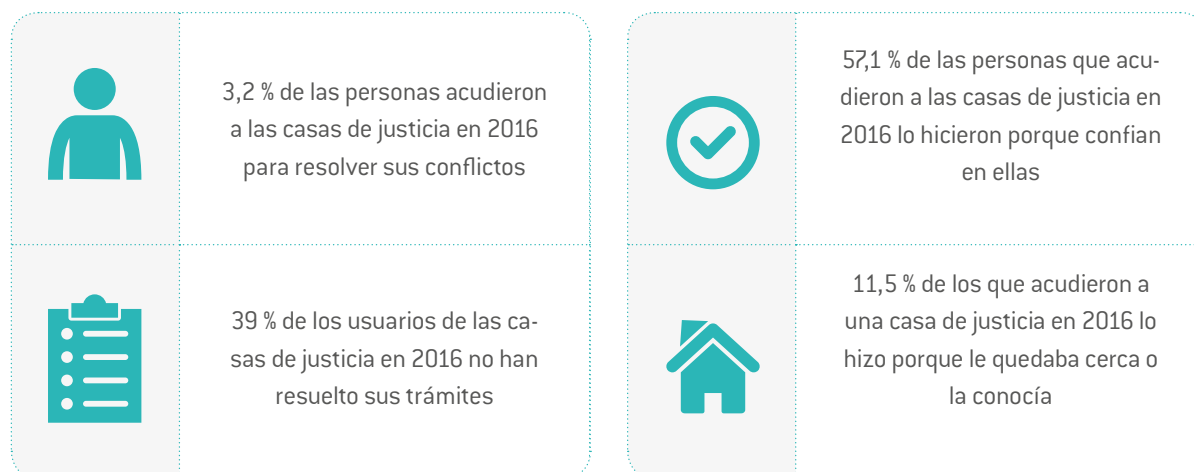 3,2 % de las personas acudieron
a las casas de justicia en 2016
para resolver sus conflictos
57,1 % de las personas que acu-
dieron a las casas de justicia en
2016 lo hicieron porque confian
en ellas
39 % de los usuarios de las ca-
sas de justicia en 2016 no han
resuelto sus trámites
11,5 % de los que acudieron a
una casa de justicia en 2016 lo
hizo porque le quedaba cerca o
la conocía